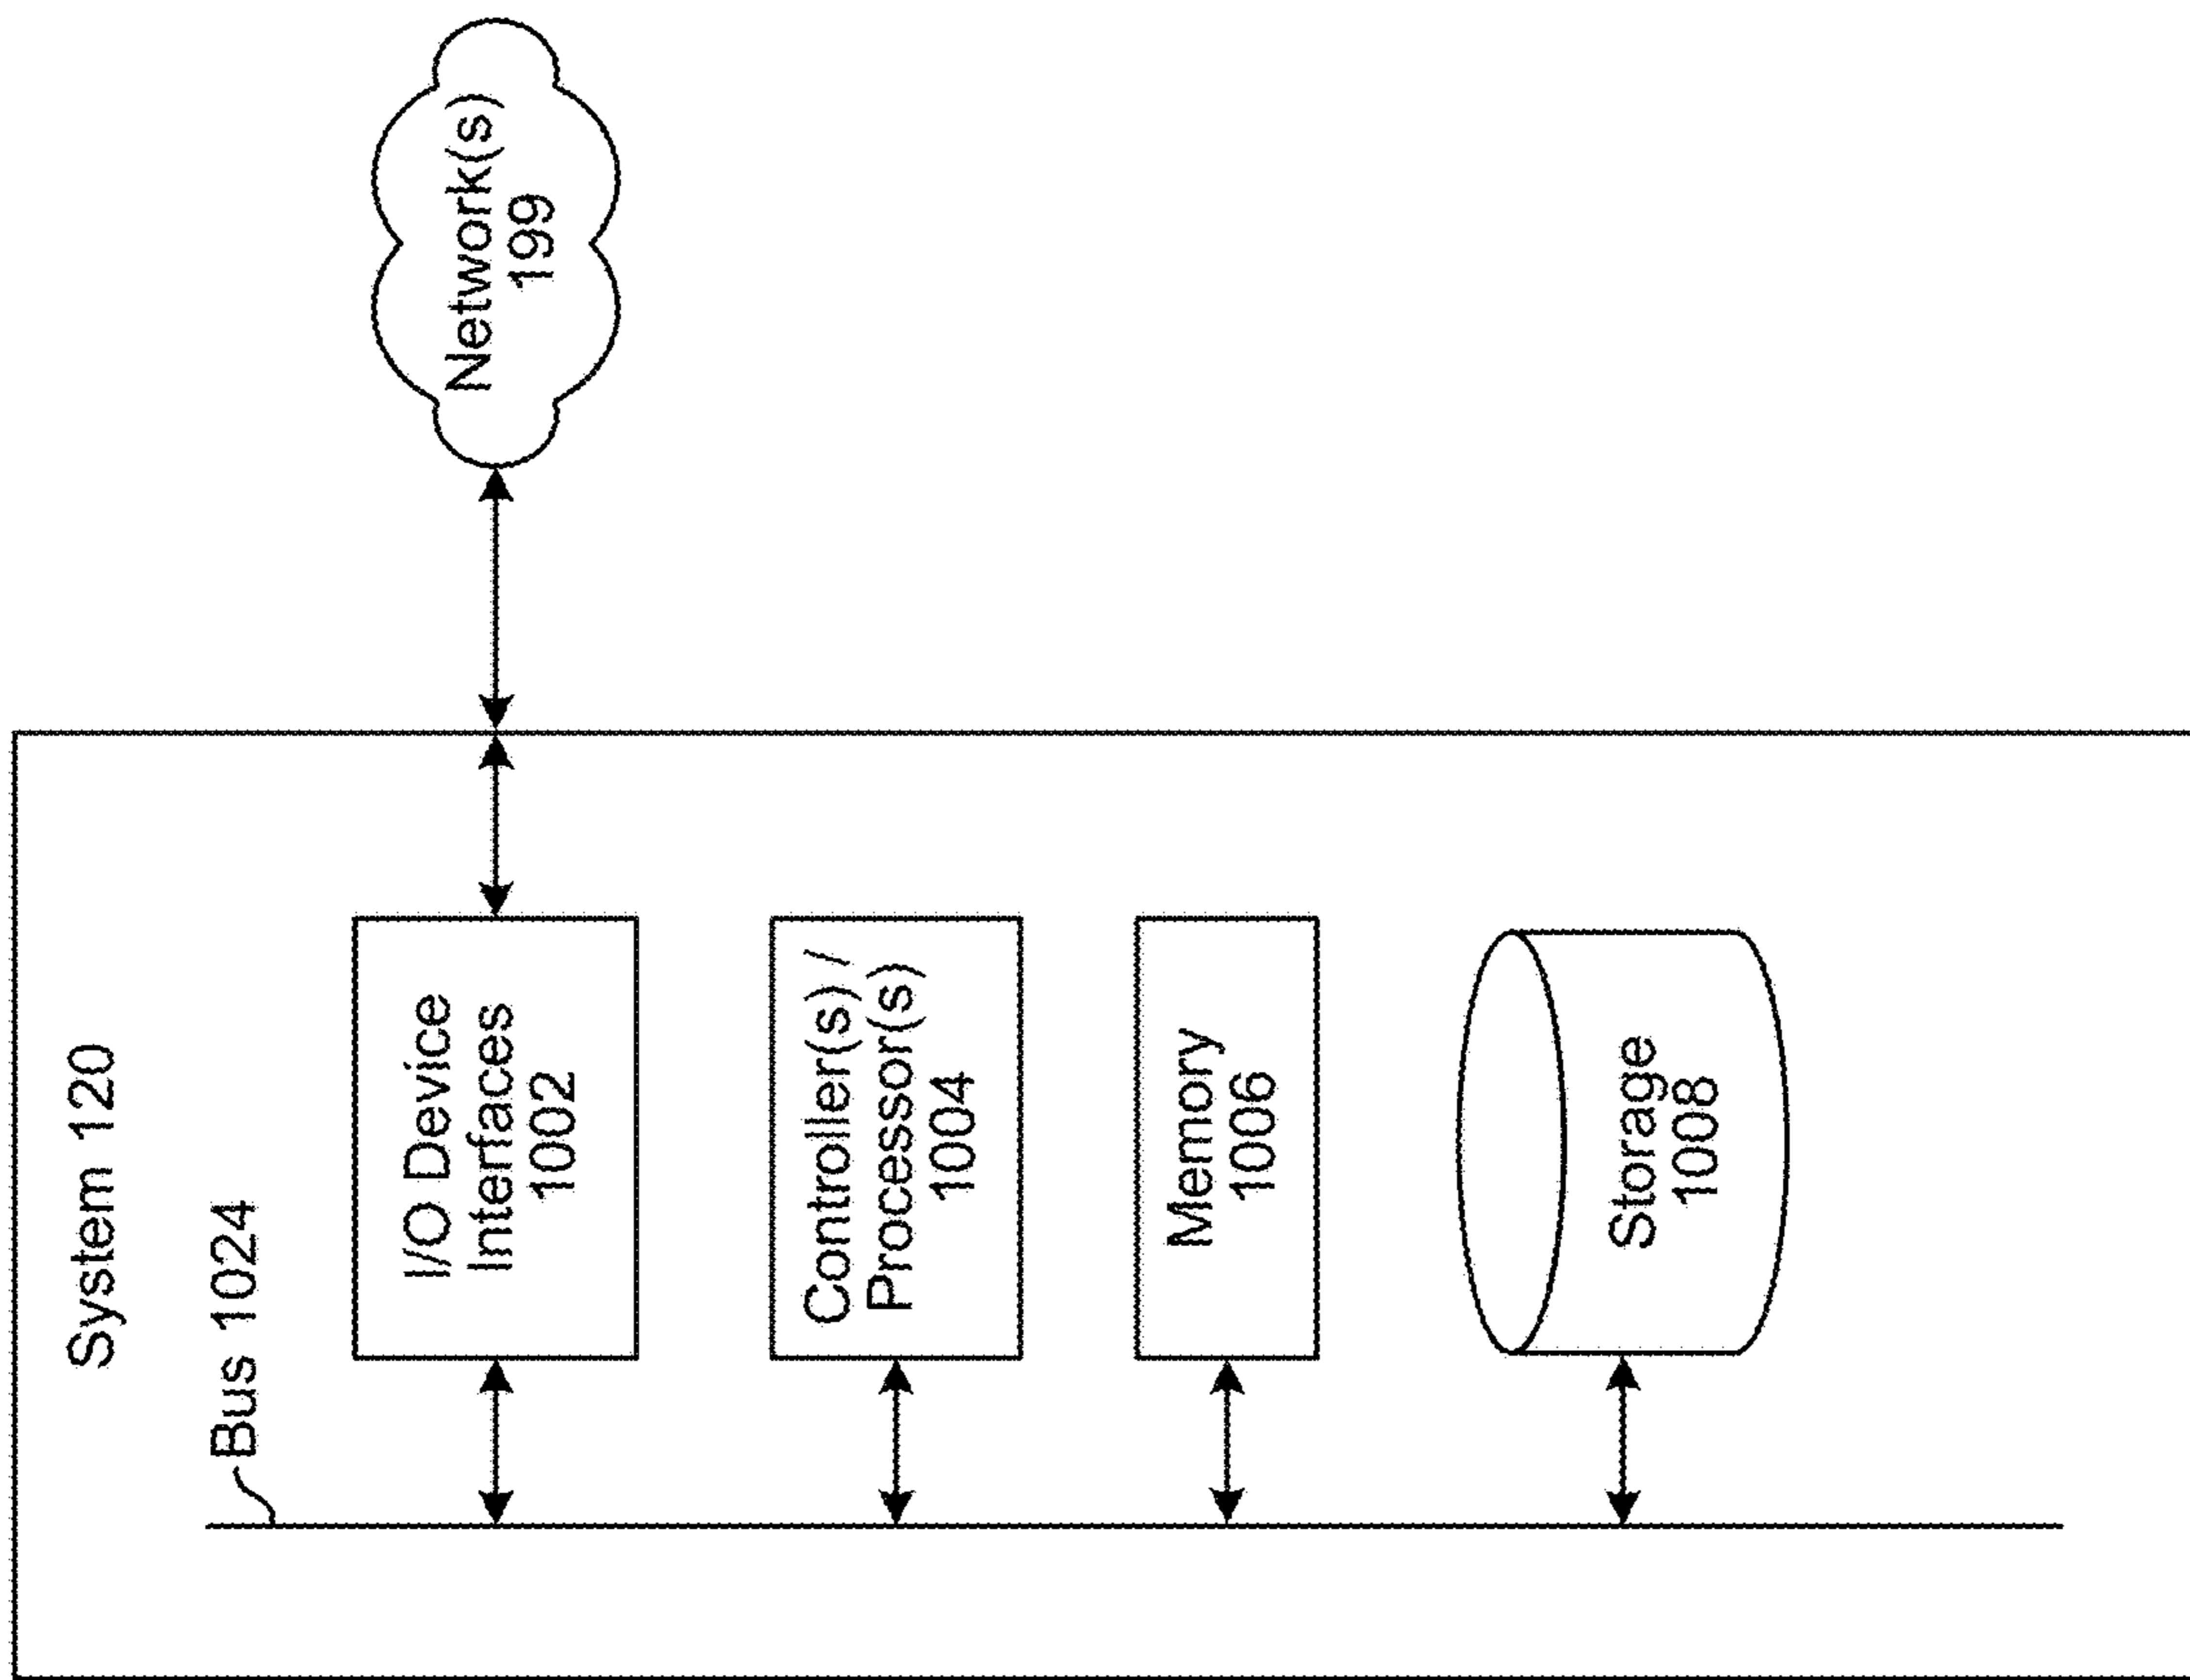 System 120
Bus 1024
I/O Device
Interfaces
1002
Network(s)
199
Controller(s) /
Processor(s)
1004
Memory
1006
Storage
1008